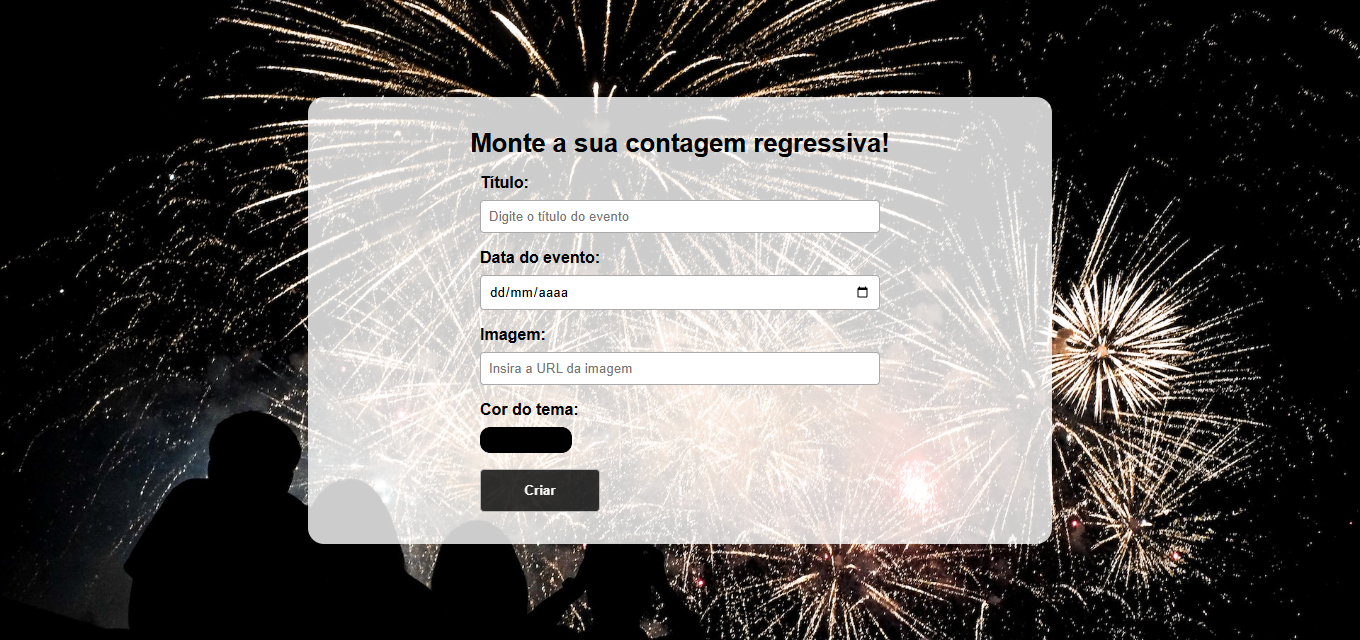 Monte a sua contagem regressiva!
Título:
Digite o título do evento
Data do evento:
dd/mm/aaaa
Imagem:
Insira a URL da imagem
Cor do tema:
Criar